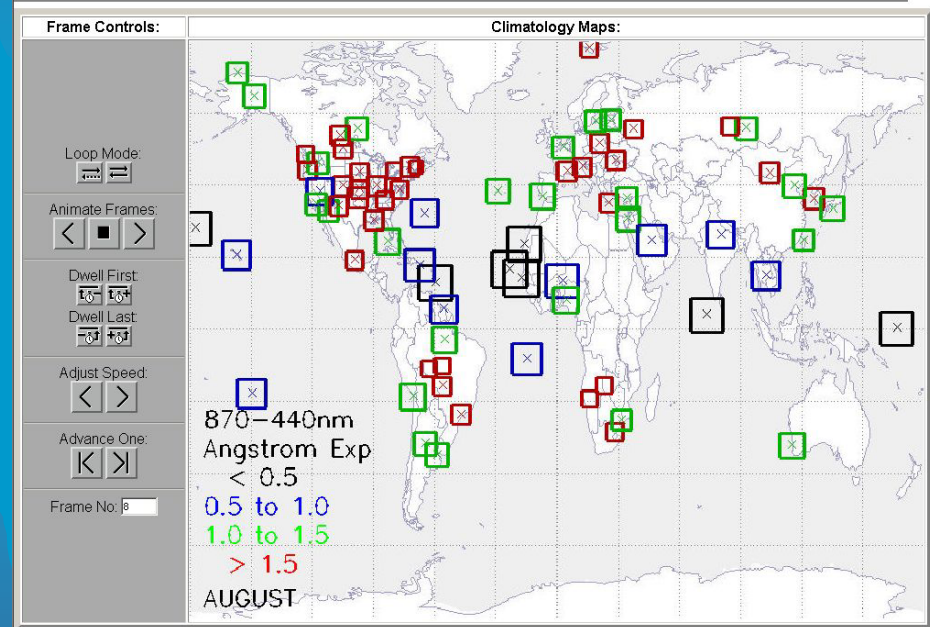 Frame Controls:
Climatology Maps:
Loop Mode:
Animate Frames:
Dwell First:
Dwell Last:
Adjust Speed:
Advance One:
Frame No: 8
870-440nm
Angstrom Exp
< 0.5
0.5 to 1.0
1.0 to 1.5
> 1.5
AUGUST